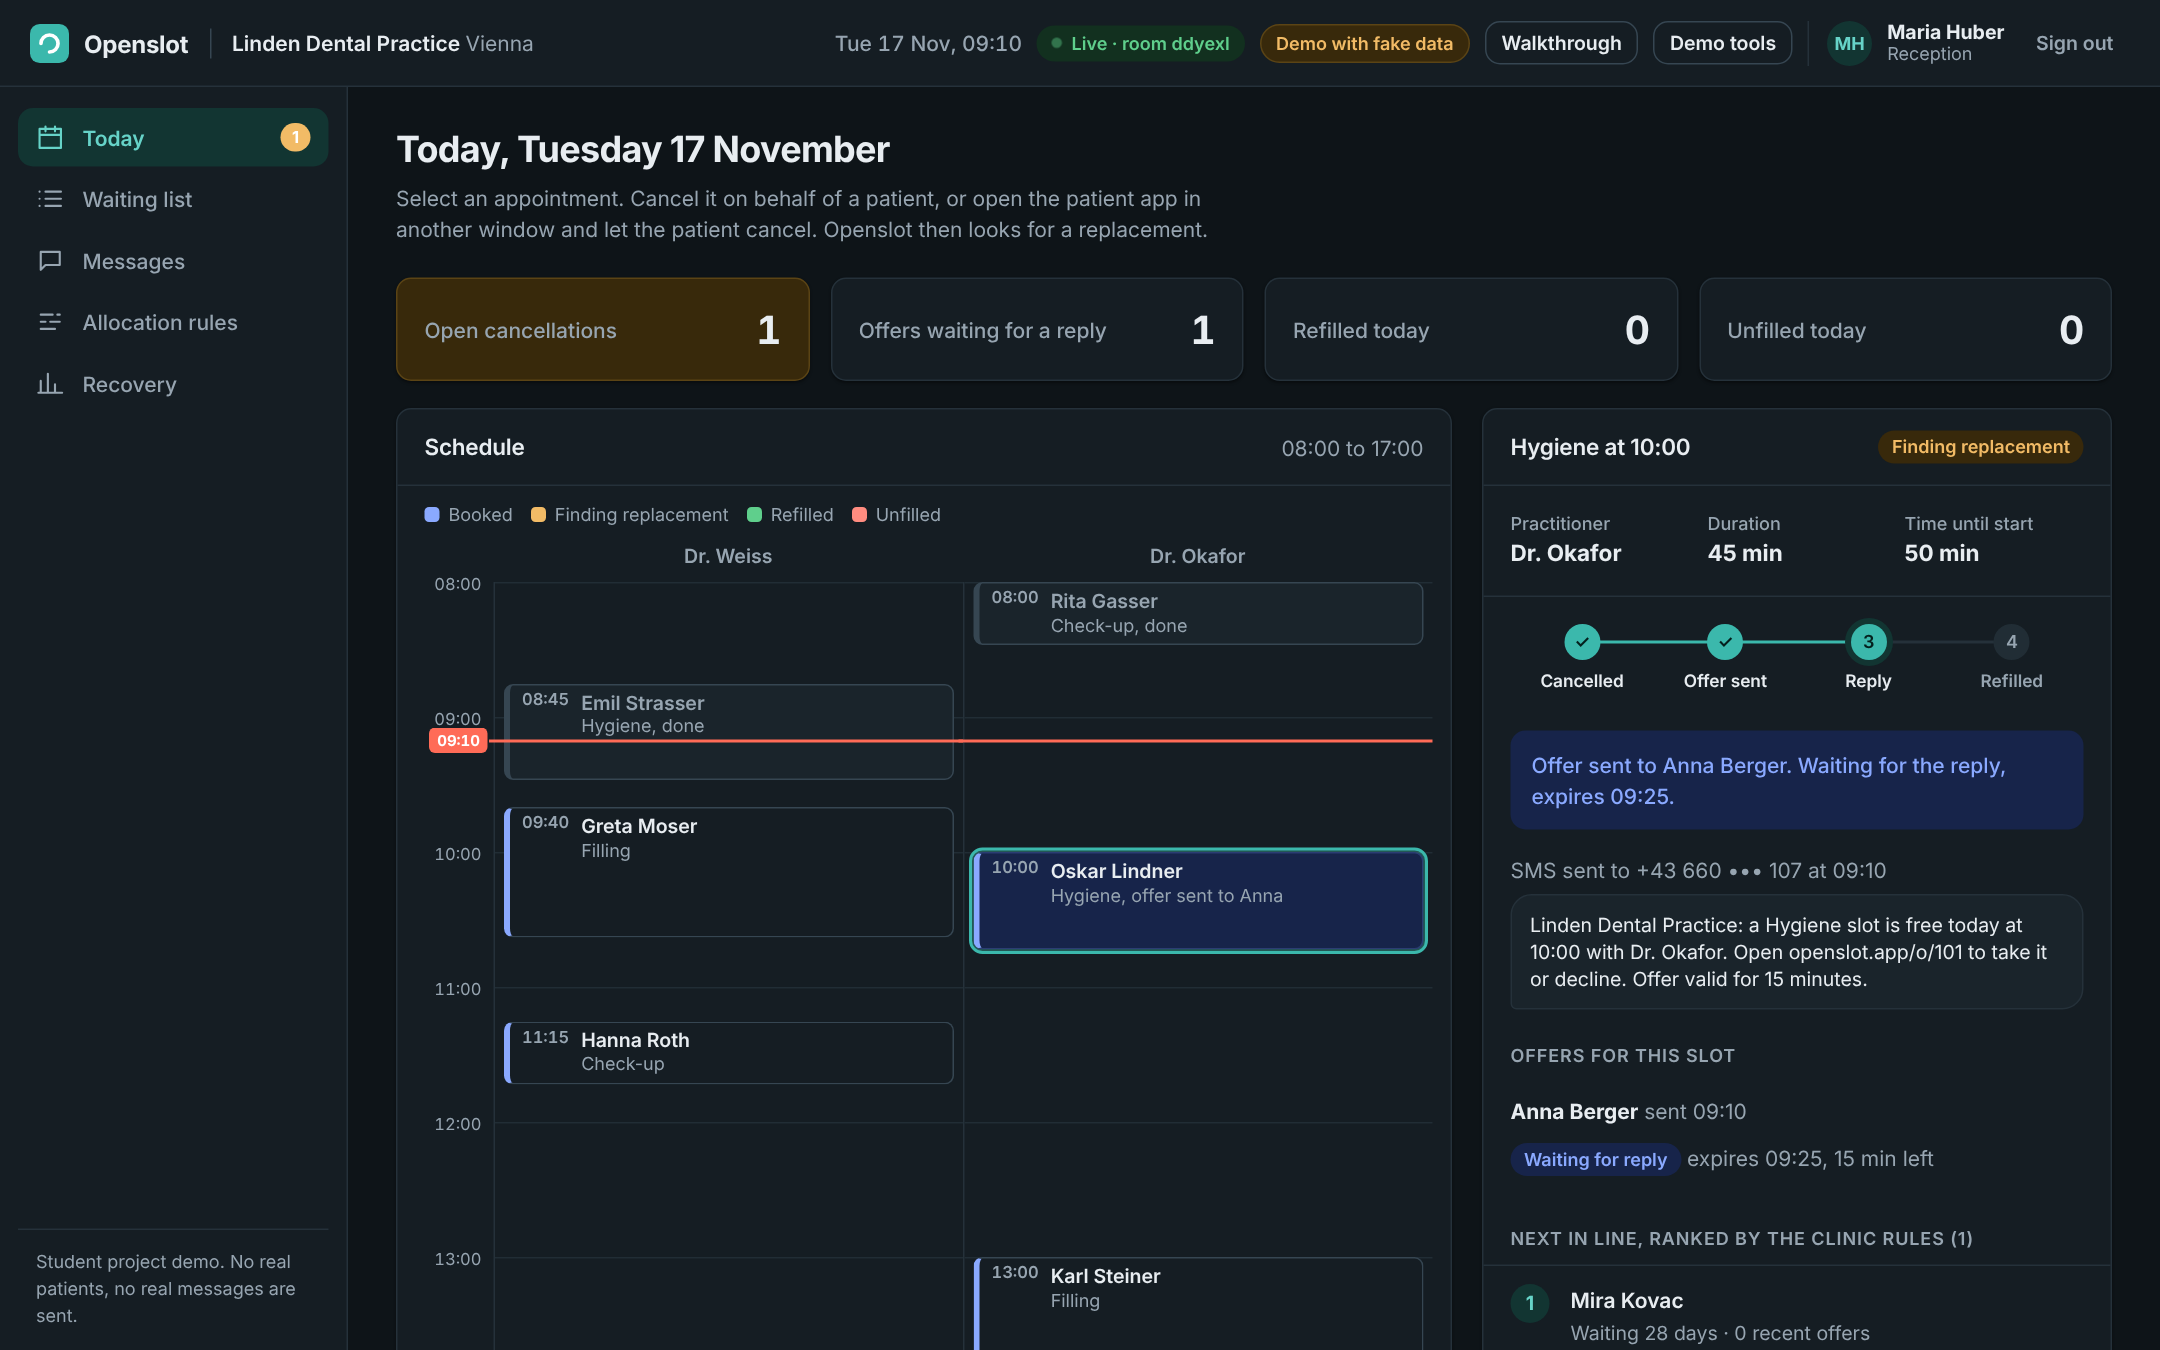 Openslot
Linden Dental Practice Vienna
Tue 17 Nov, 09:10
Live · room ddyexl
Demo with fake data
Walkthrough
Demo tools
MH
Maria Huber
Reception
Sign out
Today
1
Waiting list
Messages
Allocation rules
Recovery
Student project demo. No real
patients, no real messages are
sent.
Today, Tuesday 17 November
Select an appointment. Cancel it on behalf of a patient, or open the patient app in
another window and let the patient cancel. Openslot then looks for a replacement.
Open cancellations 1
Offers waiting for a reply 1
Refilled today 0
Unfilled today 0
Schedule
08:00 to 17:00
Booked
Finding replacement
Refilled
Unfilled
Dr. Weiss
Dr. Okafor
08:00
08:00 Rita Gasser
Check-up, done
08:45 Emil Strasser
Hygiene, done
09:00
09:10
09:40 Greta Moser
Filling
10:00
10:00 Oskar Lindner
Hygiene, offer sent to Anna
11:00
11:15 Hanna Roth
Check-up
12:00
13:00
13:00 Karl Steiner
Filling
Hygiene at 10:00
Finding replacement
Practitioner
Dr. Okafor
Duration
45 min
Time until start
50 min
3
4
Cancelled
Offer sent
Reply
Refilled
Offer sent to Anna Berger. Waiting for the reply,
expires 09:25.
SMS sent to +43 660 ••• 107 at 09:10
Linden Dental Practice: a Hygiene slot is free today at
10:00 with Dr. Okafor. Open openslot.app/o/101 to take it
or decline. Offer valid for 15 minutes.
OFFERS FOR THIS SLOT
Anna Berger sent 09:10
Waiting for reply expires 09:25, 15 min left
NEXT IN LINE, RANKED BY THE CLINIC RULES (1)
1
Mira Kovac
Waiting 28 days · 0 recent offers